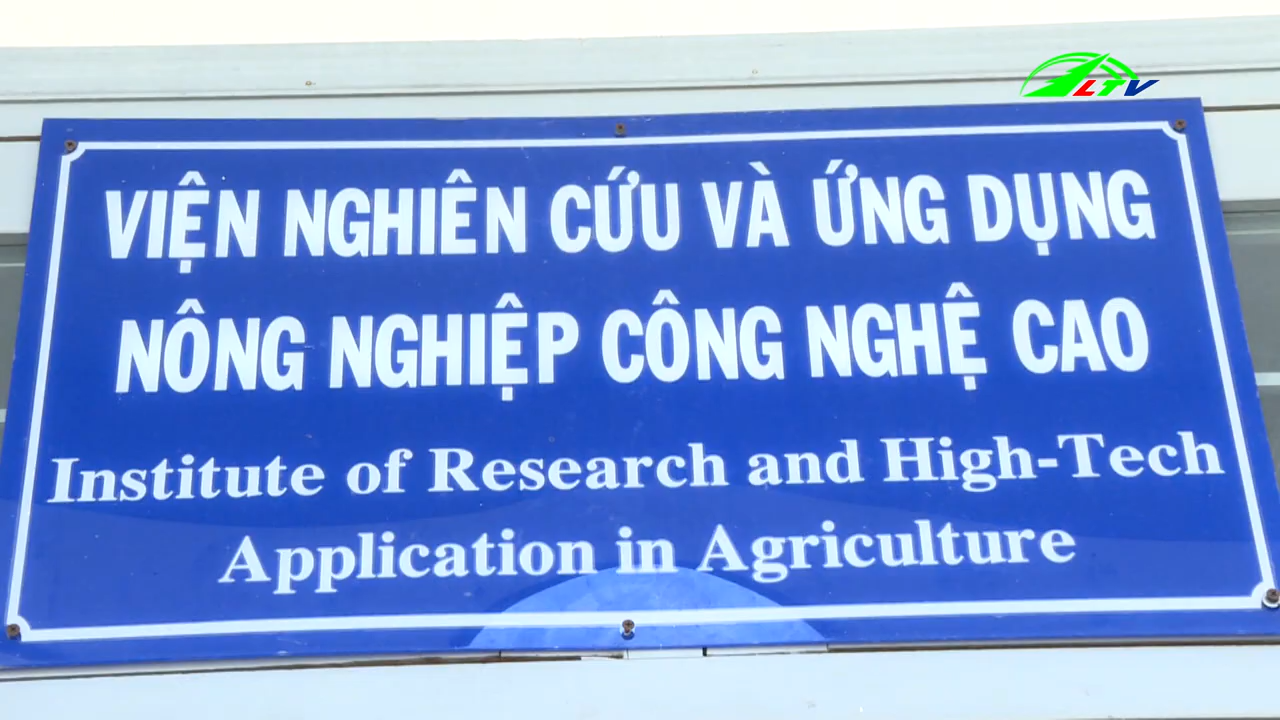 LTV
VIỆN NGHIÊN CỨU VÀ ỨNG DỤNG
NÔNG NGHIỆP CÔNG NGHỆ CAO
Institute of Research and High-Tech
Application in Agriculture